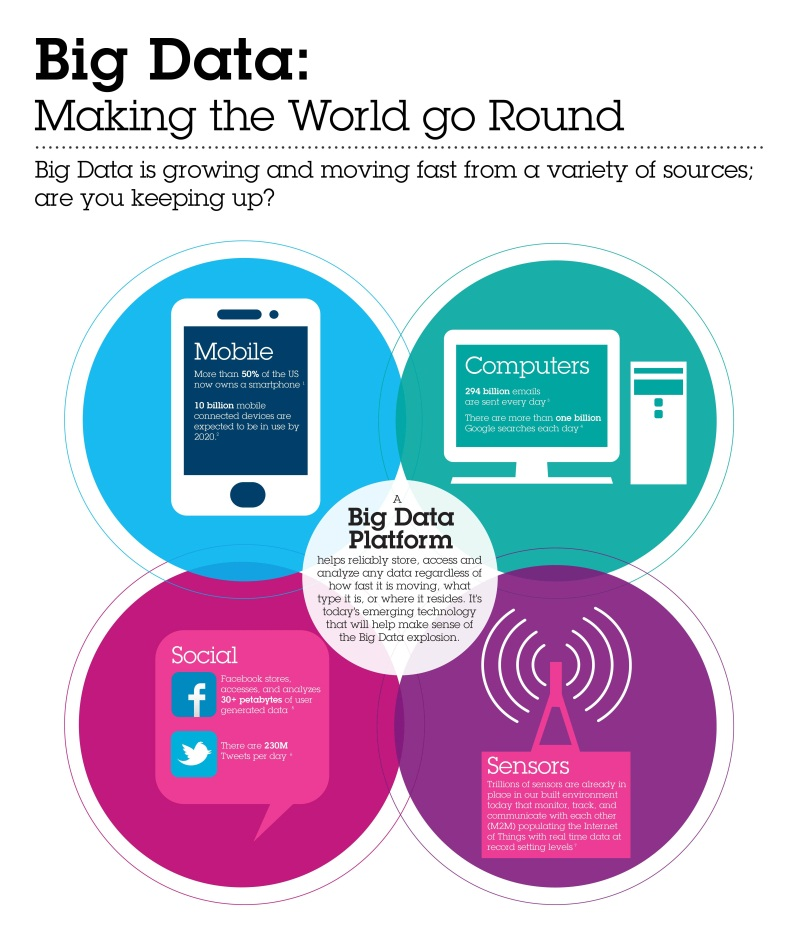 Big Data:
Making the World go Round
Big Data is growing and moving fast from a variety of sources;
are you keeping up?
Mobile
More than 50% of the US
now owns a smartphone 1
10 billion mobile
connected devices are
expected to be in use by
2020.2
Computers
294 billion emails
are sent every day 5
There are more than one billion
Google searches each day 6
A
Big Data
Platform
helps reliably store, access and
analyze any data regardless of
how fast it is moving, what
type it is, or where it resides. It's
today's emerging technology
that will help make sense of
the Big Data explosion.
Social
Facebook stores,
accesses, and analyzes
30+ petabytes of user
generated data 3
There are 230M
Tweets per day 4
Sensors
Trillions of sensors are already in
place in our built environment
today that monitor, track, and
communicate with each other
(M2M) populating the Internet
of Things with real time data at
record setting levels 7